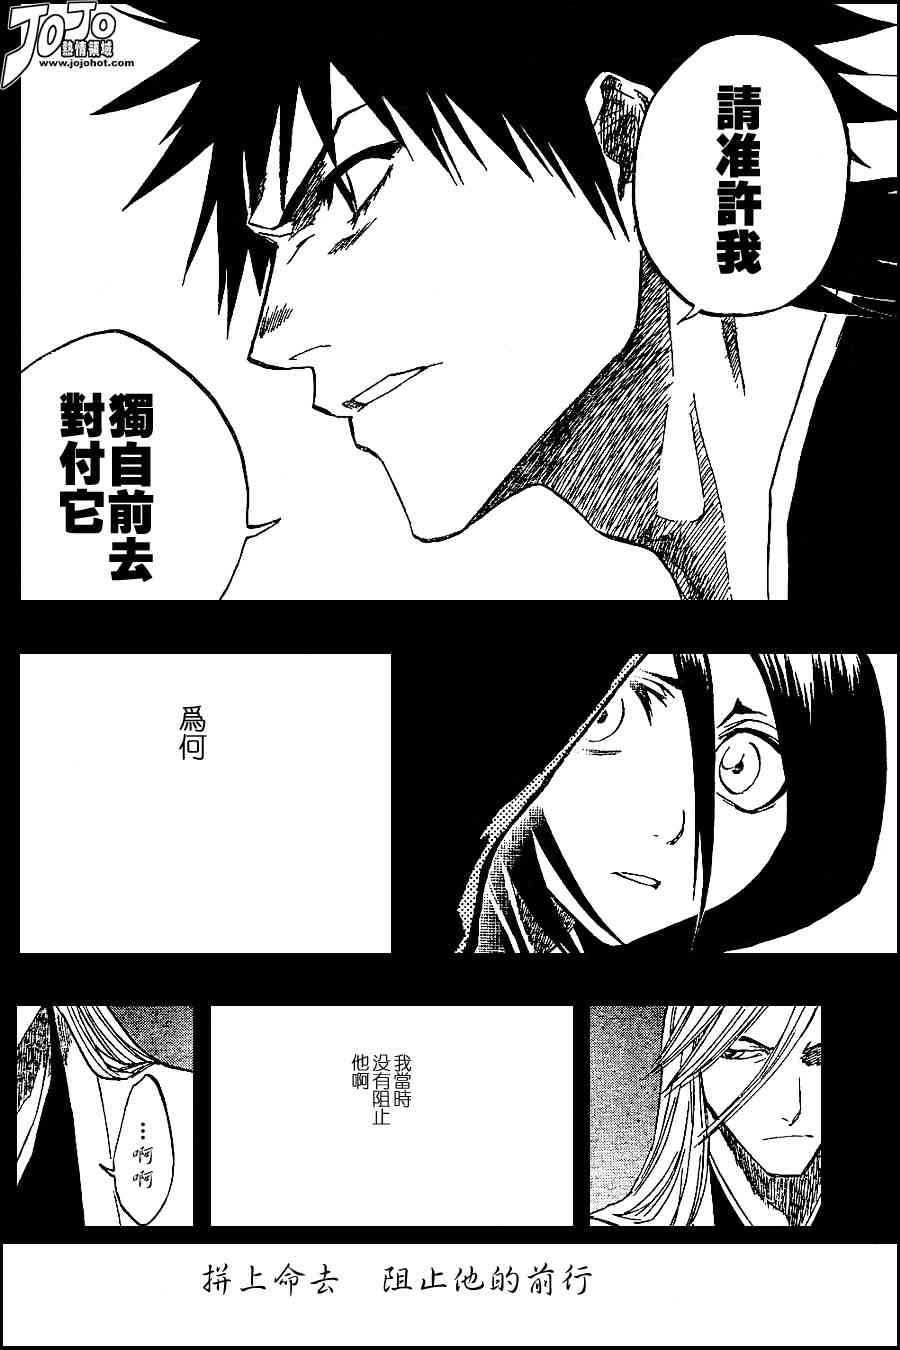 JOJO
熱情領域
www.jojohot.com
請准許我
獨自前去
對付它
爲何
我當時
没有阻止
他啊
…啊
啊
拼上命去　阻止他的前行